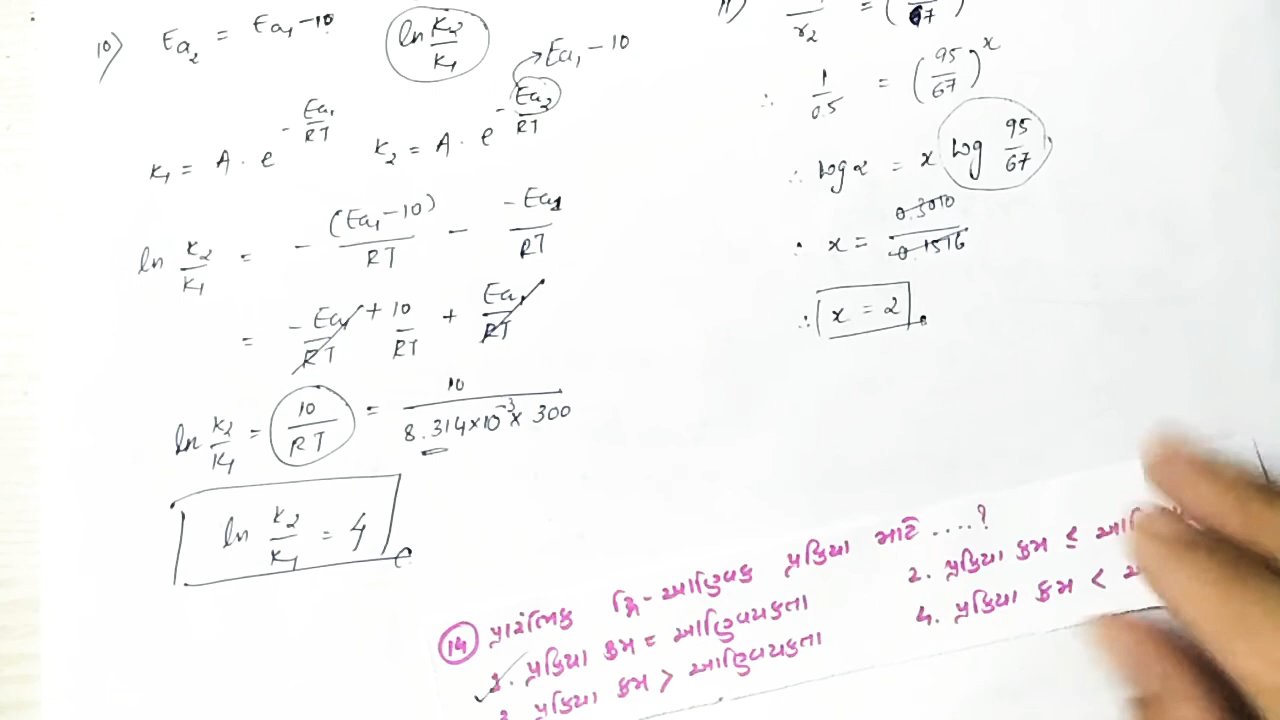 10) Ea₂ = Ea₁ - 10 ln K₂/K₁
Ea₁ - 10
K₁ = A · e^(-Ea₁/RT) K₂ = A · e^(-Ea₂/RT)
ln K₂/K₁ = - (Ea₁ - 10)/RT - -Ea₁/RT
= -Ea₁/RT + 10/RT + Ea₁/RT
ln K₂/K₁ = 10/RT = 10/8.314×10⁻³× 300
ln K₂/K₁ = 4
11) r₂ = ( 67 )
∴ 1/0.5 = (95/67)^x
∴ log 2 = x log 95/67
∴ x = 0.3010/0.1516
∴ x = 2
14 પ્રારંભિક દ્વિ-આણ્વિક પ્રક્રિયા માટે ....?
1. પ્રક્રિયા ક્રમ = આણ્વિયકતા
2. પ્રક્રિયા ક્રમ ≤
3. પ્રક્રિયા ક્રમ > આણ્વિયકતા
4. પ્રક્રિયા ક્રમ <